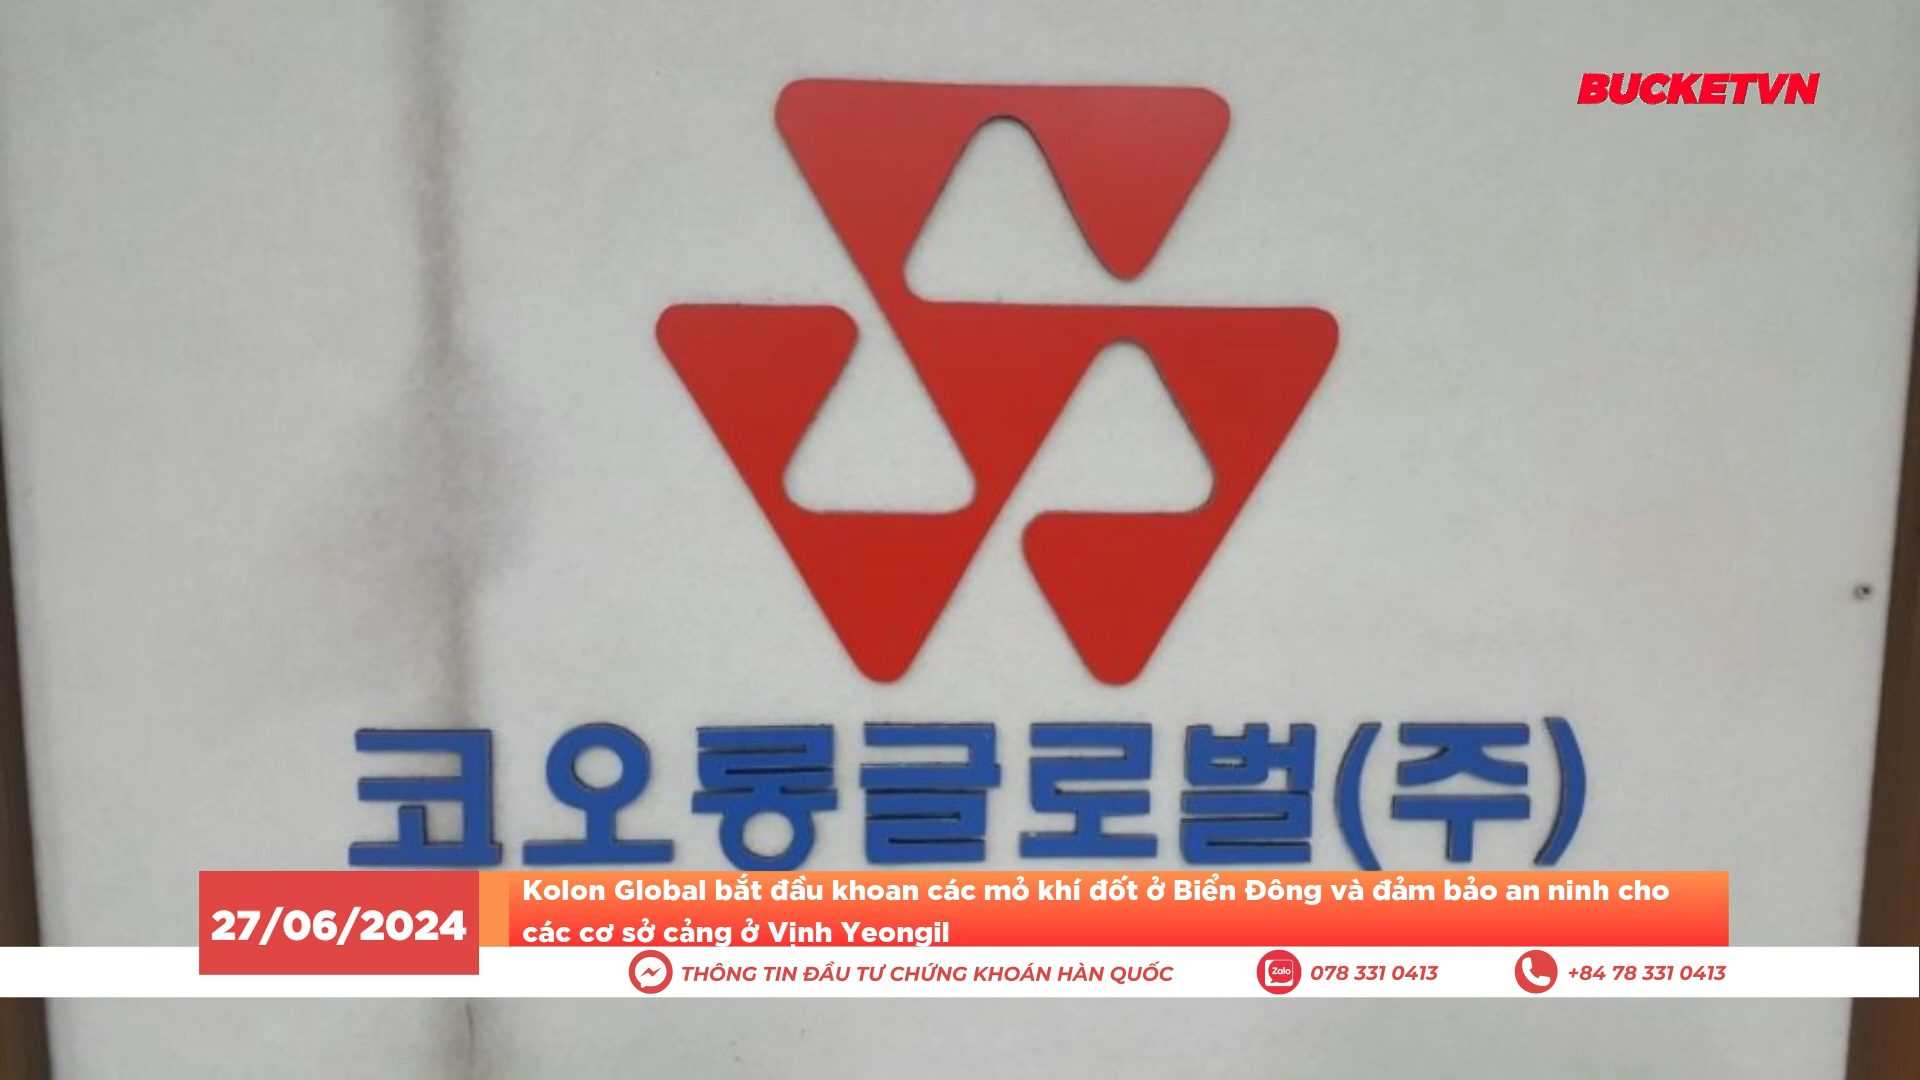 BUCKETVN
코오롱글로벌(주)
27/06/2024
Kolon Global bắt đầu khoan các mỏ khí đốt ở Biển Đông và đảm bảo an ninh cho
các cơ sở cảng ở Vịnh Yeongil
THÔNG TIN ĐẦU TƯ CHỨNG KHOÁN HÀN QUỐC
Zalo
078 331 0413
+84 78 331 0413